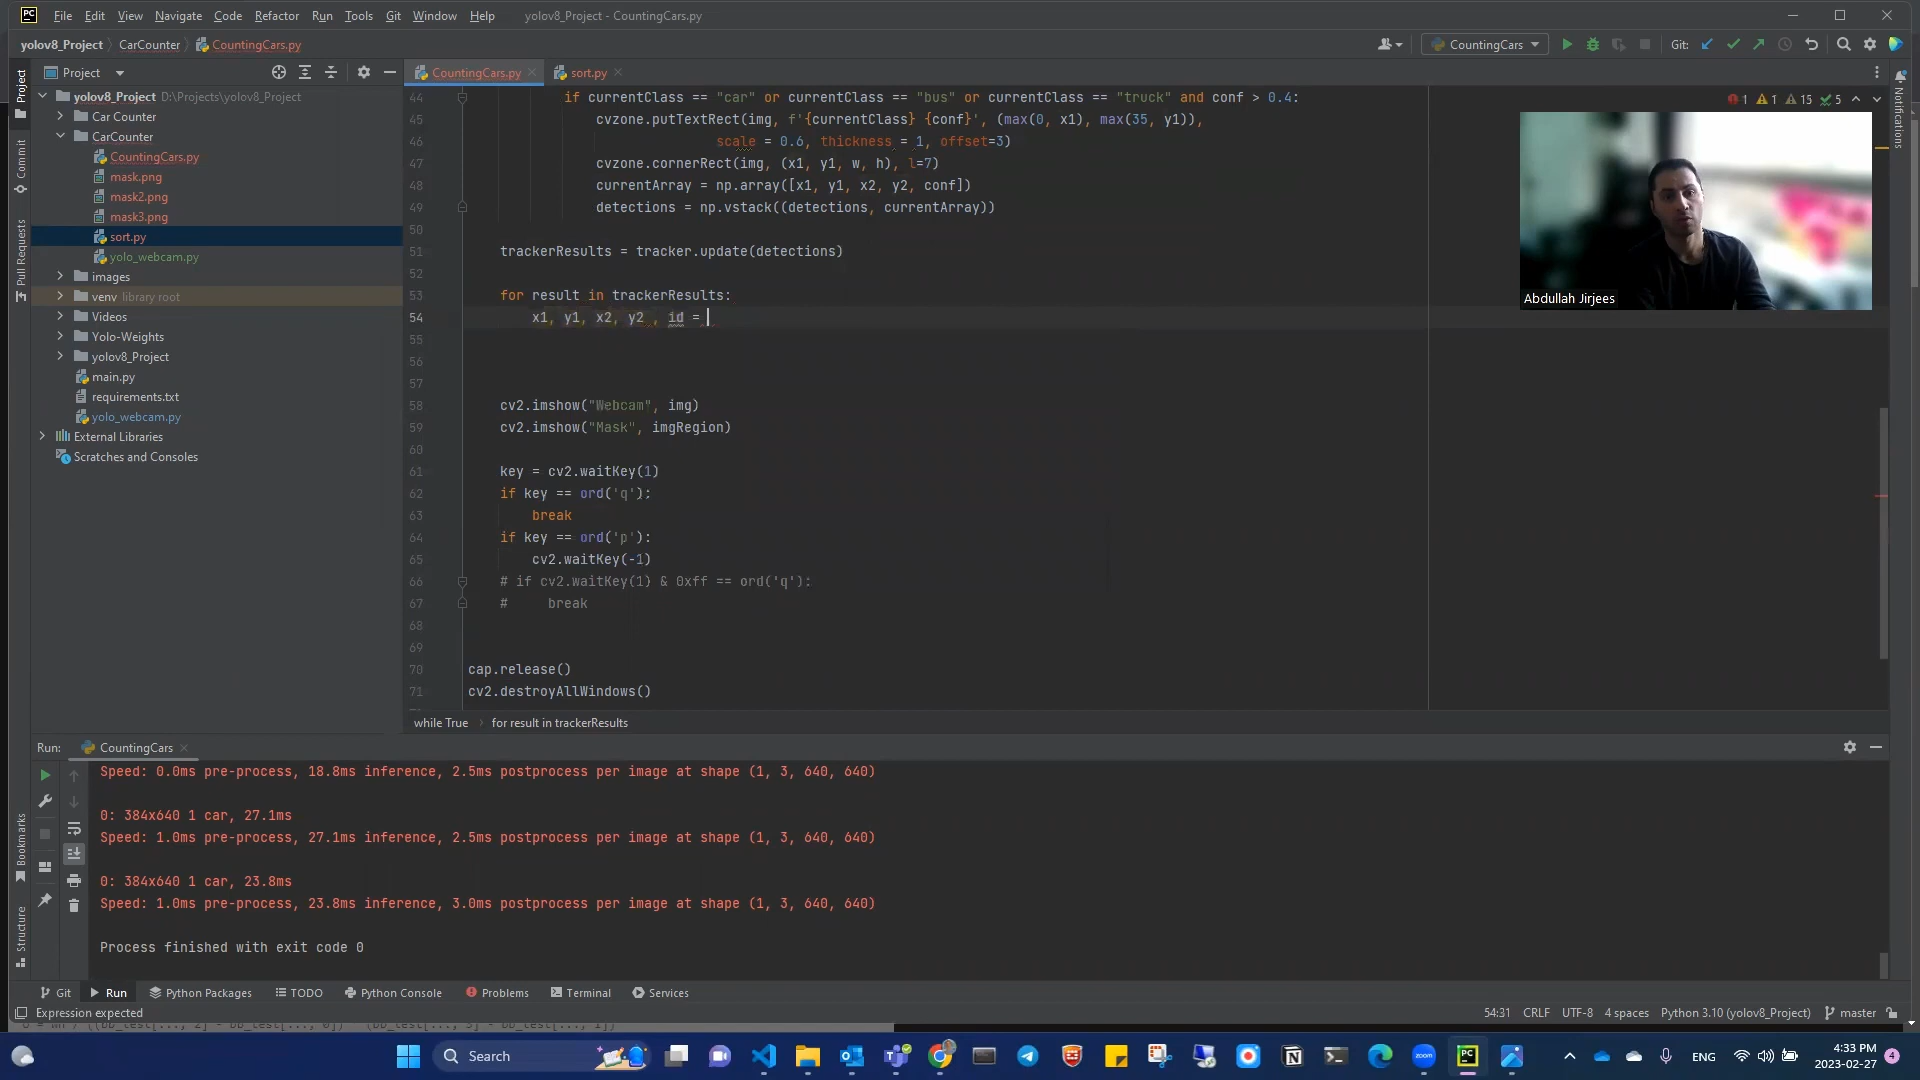 PC File Edit View Navigate Code Refactor Run Tools Git Window Help yolov8_Project - CountingCars.py
yolov8_Project CarCounter CountingCars.py CountingCars Git:
Project
Commit
Pull Requests
Bookmarks
Structure
Notifications
Project
yolov8_Project D:\Projects\yolov8_Project
Car Counter
CarCounter
CountingCars.py
mask.png
mask2.png
mask3.png
sort.py
yolo_webcam.py
images
venv library root
Videos
Yolo-Weights
yolov8_Project
main.py
requirements.txt
yolo_webcam.py
External Libraries
Scratches and Consoles
CountingCars.py sort.py
1 1 15 5
44 if currentClass == "car" or currentClass == "bus" or currentClass == "truck" and conf > 0.4:
45 cvzone.putTextRect(img, f'{currentClass} {conf}', (max(0, x1), max(35, y1)),
46 scale = 0.6, thickness = 1, offset=3)
47 cvzone.cornerRect(img, (x1, y1, w, h), l=7)
48 currentArray = np.array([x1, y1, x2, y2, conf])
49 detections = np.vstack((detections, currentArray))
50
51 trackerResults = tracker.update(detections)
52
53 for result in trackerResults:
54 x1, y1, x2, y2 , id =
55
56
57
58 cv2.imshow("Webcam", img)
59 cv2.imshow("Mask", imgRegion)
60
61 key = cv2.waitKey(1)
62 if key == ord('q'):
63 break
64 if key == ord('p'):
65 cv2.waitKey(-1)
66 # if cv2.waitKey(1) & 0xff == ord('q'):
67 # break
68
69
70 cap.release()
71 cv2.destroyAllWindows()
while True for result in trackerResults
Abdullah Jirjees
Run: CountingCars
Speed: 0.0ms pre-process, 18.8ms inference, 2.5ms postprocess per image at shape (1, 3, 640, 640)
0: 384x640 1 car, 27.1ms
Speed: 1.0ms pre-process, 27.1ms inference, 2.5ms postprocess per image at shape (1, 3, 640, 640)
0: 384x640 1 car, 23.8ms
Speed: 1.0ms pre-process, 23.8ms inference, 3.0ms postprocess per image at shape (1, 3, 640, 640)
Process finished with exit code 0
Git Run Python Packages TODO Python Console Problems Terminal Services
Expression expected 54:31 CRLF UTF-8 4 spaces Python 3.10 (yolov8_Project) master
Search zoom PC ENG 4:33 PM 4
2023-02-27